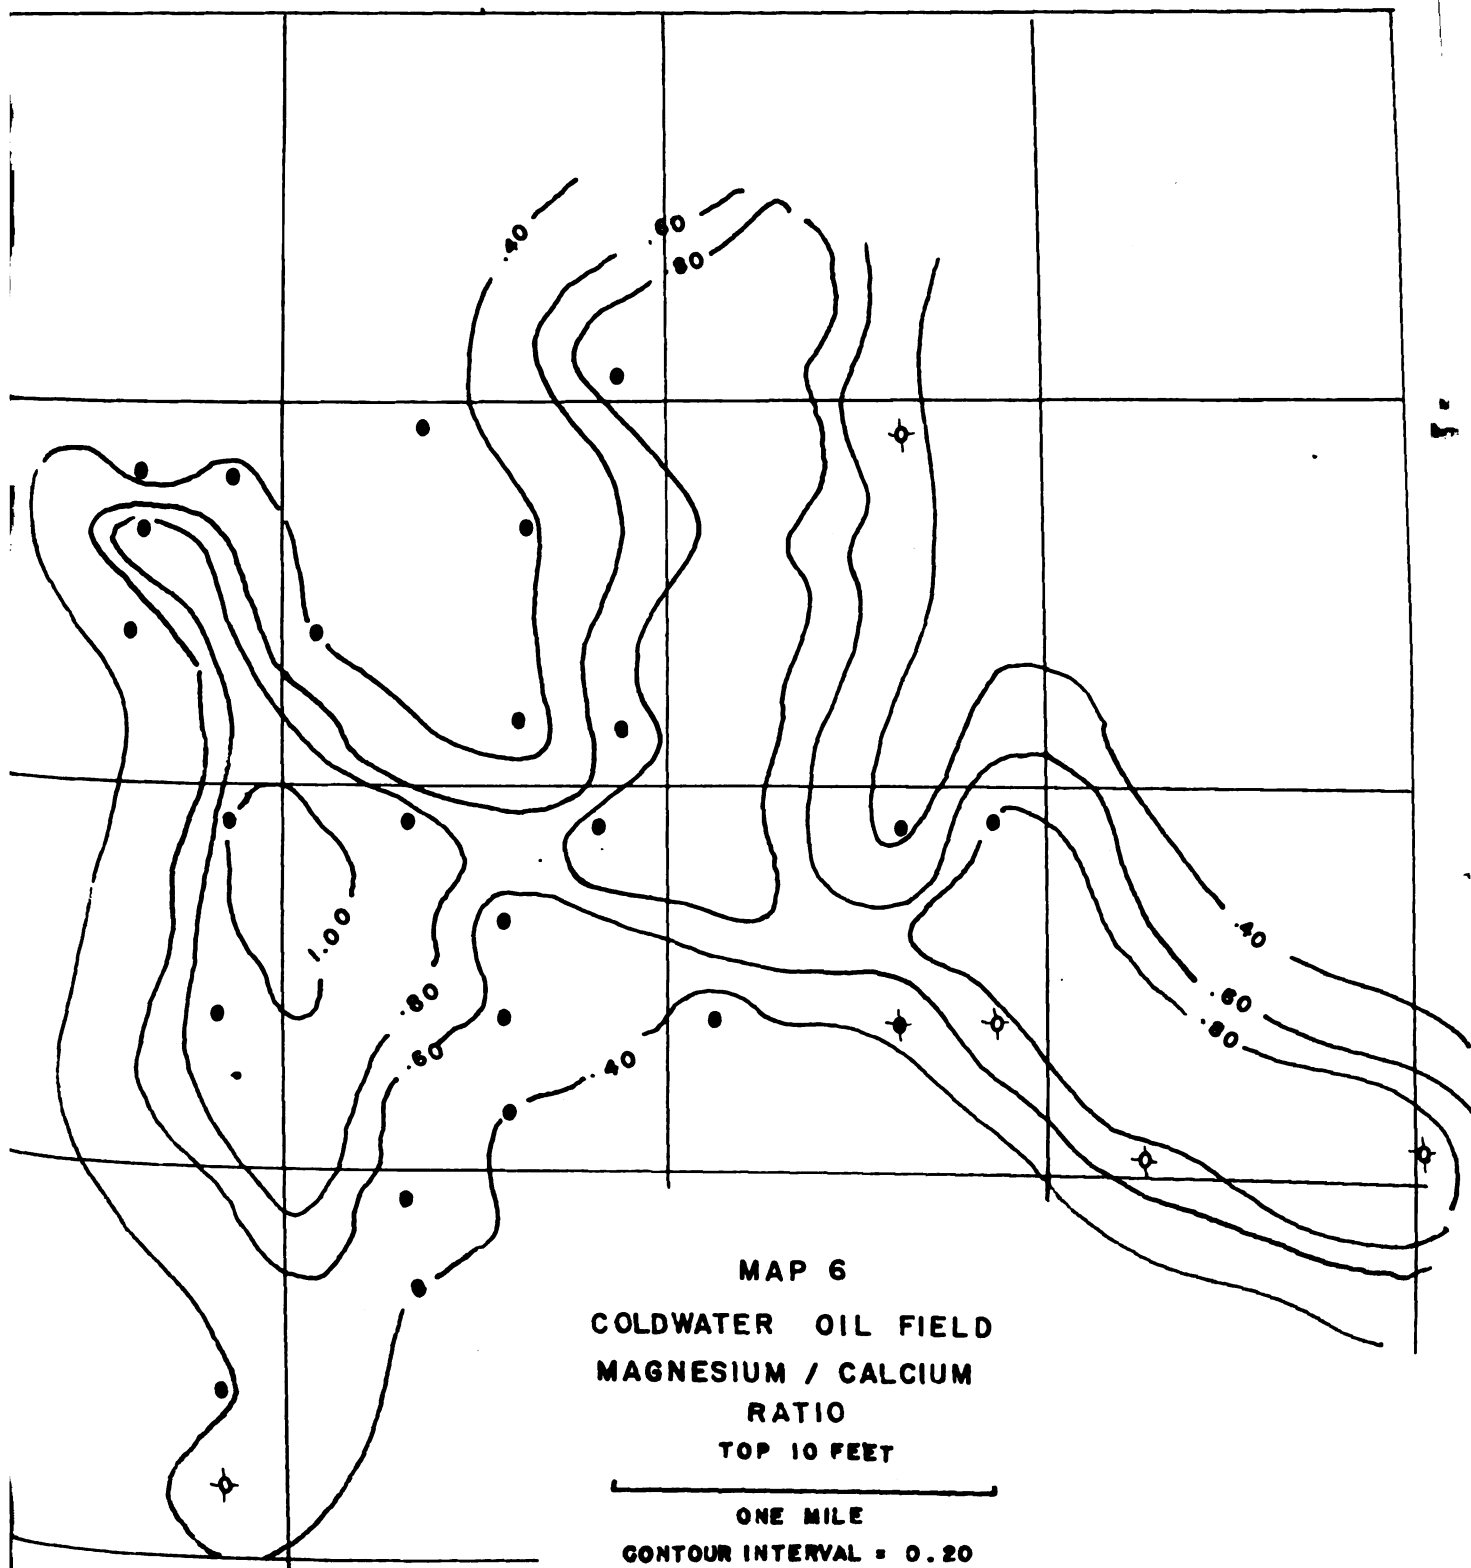 .40
.60
.80
1.00
.80
.60
.40
.40
.60
.80
MAP 6
COLDWATER OIL FIELD
MAGNESIUM / CALCIUM
RATIO
TOP 10 FEET
ONE MILE
CONTOUR INTERVAL = 0.20